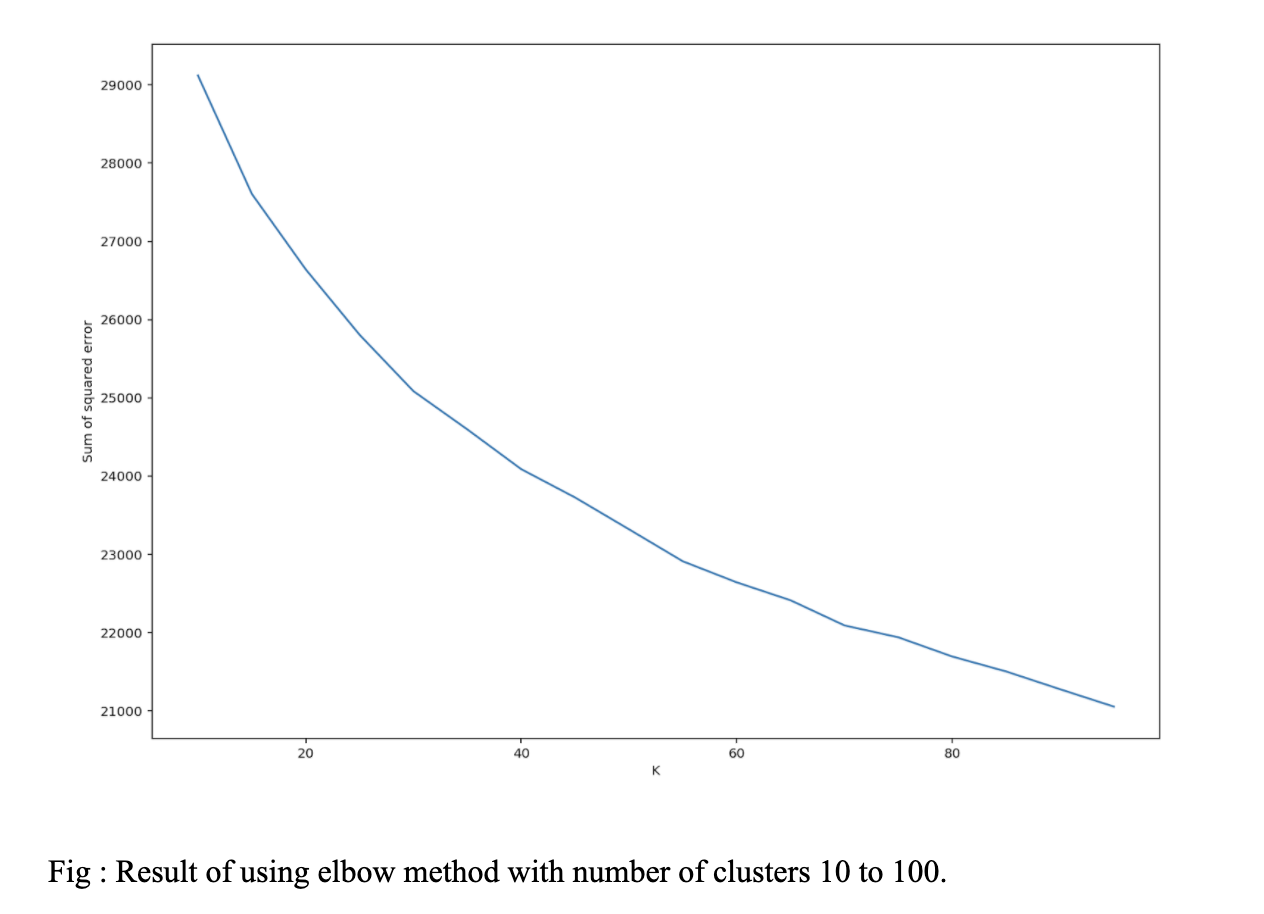 29000
28000
27000
26000
25000
24000
23000
22000
21000
Sum of squared error
20 40 60 80
K
Fig : Result of using elbow method with number of clusters 10 to 100.